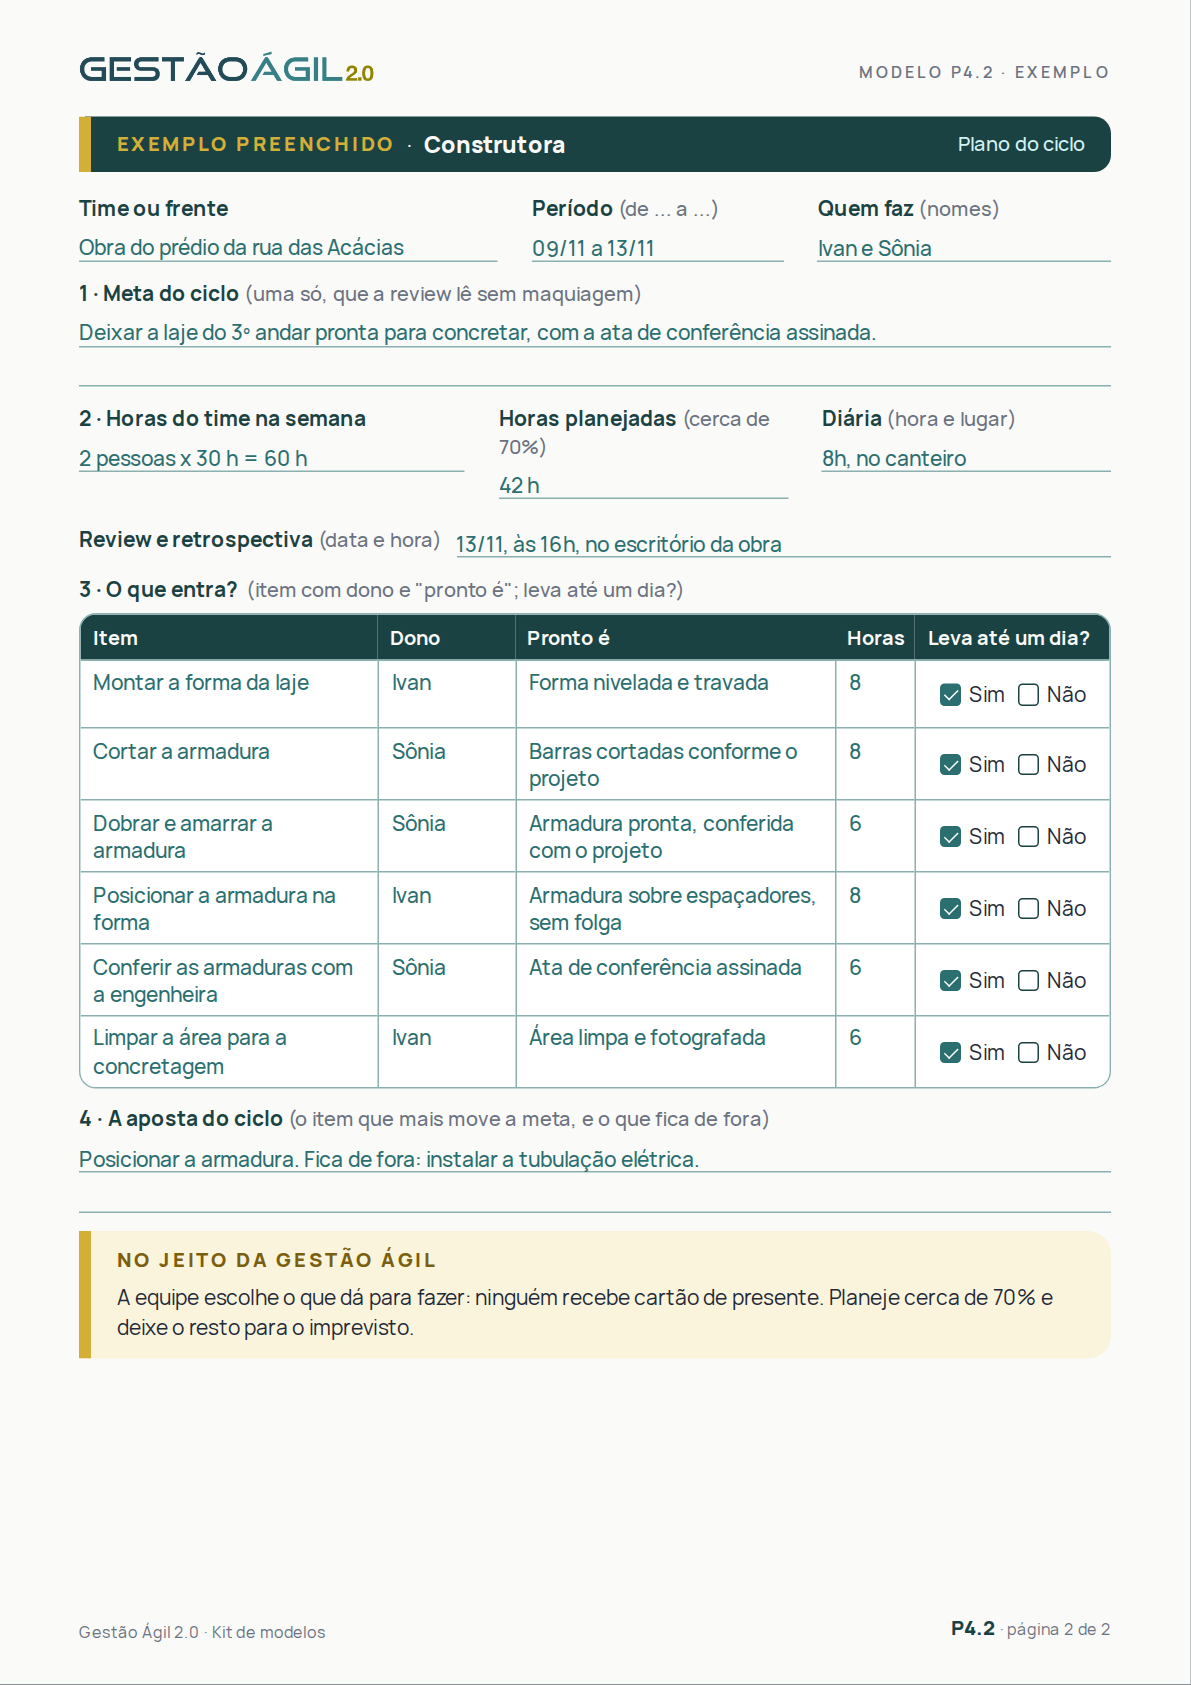 GESTÃOÁGIL2.0
MODELO P4.2 · EXEMPLO
EXEMPLO PREENCHIDO · Construtora
Plano do ciclo
Time ou frente
Período (de ... a ...)
Quem faz (nomes)
Obra do prédio da rua das Acácias
09/11 a 13/11
Ivan e Sônia
1 · Meta do ciclo (uma só, que a review lê sem maquiagem)
Deixar a laje do 3º andar pronta para concretar, com a ata de conferência assinada.
2 · Horas do time na semana
Horas planejadas (cerca de
70%)
Diária (hora e lugar)
2 pessoas x 30 h = 60 h
42 h
8h, no canteiro
Review e retrospectiva (data e hora) 13/11, às 16h, no escritório da obra
3 · O que entra? (item com dono e "pronto é"; leva até um dia?)
Item Dono Pronto é Horas Leva até um dia?
Montar a forma da laje Ivan Forma nivelada e travada 8 Sim Não
Cortar a armadura Sônia Barras cortadas conforme o 8 Sim Não
projeto
Dobrar e amarrar a Sônia Armadura pronta, conferida 6 Sim Não
armadura com o projeto
Posicionar a armadura na Ivan Armadura sobre espaçadores, 8 Sim Não
forma sem folga
Conferir as armaduras com Sônia Ata de conferência assinada 6 Sim Não
a engenheira
Limpar a área para a Ivan Área limpa e fotografada 6 Sim Não
concretagem
4 · A aposta do ciclo (o item que mais move a meta, e o que fica de fora)
Posicionar a armadura. Fica de fora: instalar a tubulação elétrica.
NO JEITO DA GESTÃO ÁGIL
A equipe escolhe o que dá para fazer: ninguém recebe cartão de presente. Planeje cerca de 70% e
deixe o resto para o imprevisto.
Gestão Ágil 2.0 · Kit de modelos
P4.2 · página 2 de 2